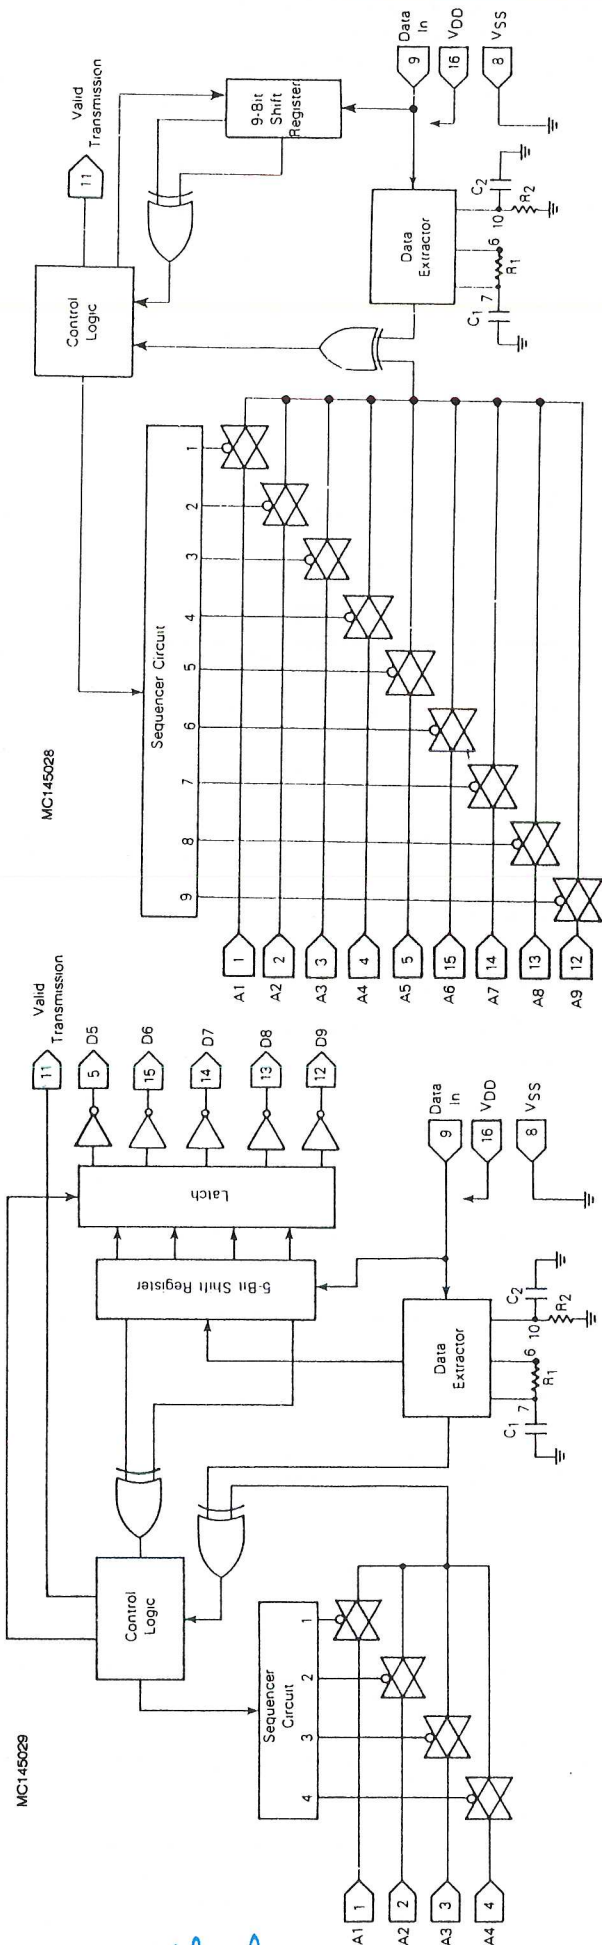 MC145029
Valid
Transmission
11
Control
Logic
5-Bit Shift Register
Latch
5
D5
15
D6
14
D7
13
D8
12
D9
Sequencer
Circuit
4
3
2
1
Data
Extractor
Data
In
9
16
VDD
8
VSS
C1
7
R1
6
10
C2
R2
A1
1
A2
2
A3
3
A4
4
MC145028
Valid
Transmission
11
Control
Logic
9-Bit
Shift
Register
Sequencer Circuit
9
8
7
6
5
4
3
2
1
Data
Extractor
Data
In
9
16
VDD
8
VSS
C1
7
R1
6
10
C2
R2
A1
1
A2
2
A3
3
A4
4
A5
5
A6
15
A7
14
A8
13
A9
12